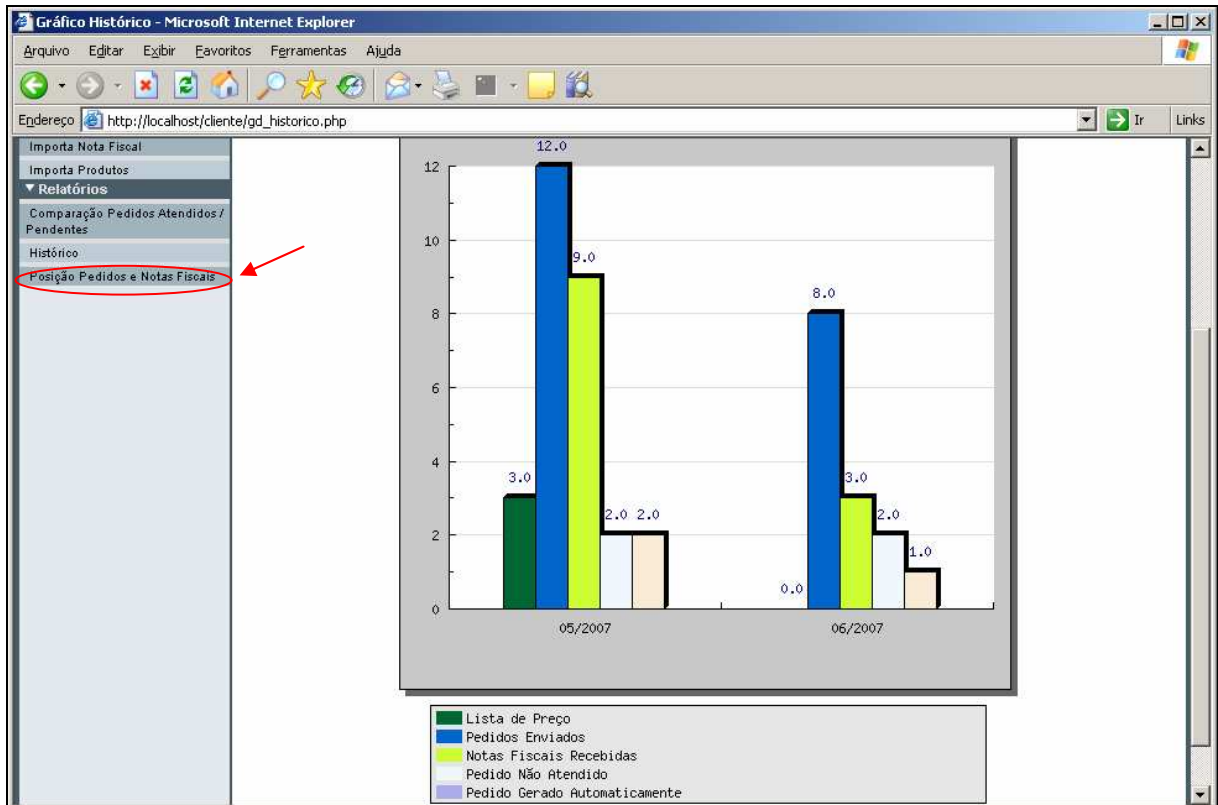 Gráfico Histórico - Microsoft Internet Explorer
Arquivo Editar Exibir Favoritos Ferramentas Ajuda
Endereço http://localhost/cliente/gd_historico.php Ir Links
Importa Nota Fiscal
Importa Produtos
Relatórios
Comparação Pedidos Atendidos /
Pendentes
Histórico
Posição Pedidos e Notas Fiscais
12.0
12
10
9.0
8.0
8
6
4
3.0
3.0
2.0 2.0
2.0
2
1.0
0.0
0
05/2007 06/2007
Lista de Preço
Pedidos Enviados
Notas Fiscais Recebidas
Pedido Não Atendido
Pedido Gerado Automaticamente